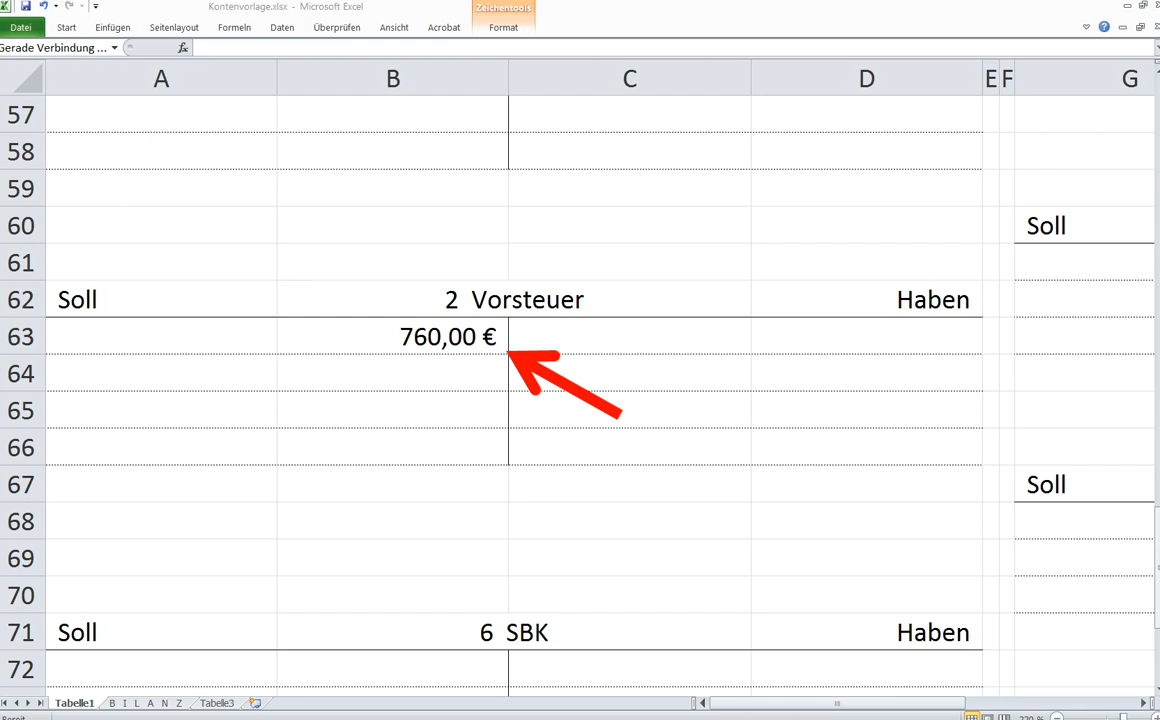 Kontenvorlage.xlsx - Microsoft Excel
Zeichentools
Datei Start Einfügen Seitenlayout Formeln Daten Überprüfen Ansicht Acrobat Format
Gerade Verbindung ... fx
A B C D E F G
57
58
59
60 Soll
61
62 Soll 2 Vorsteuer Haben
63 760,00 €
64
65
66
67 Soll
68
69
70
71 Soll 6 SBK Haben
72
Tabelle1 B I L A N Z Tabelle3
Bereit 220 %